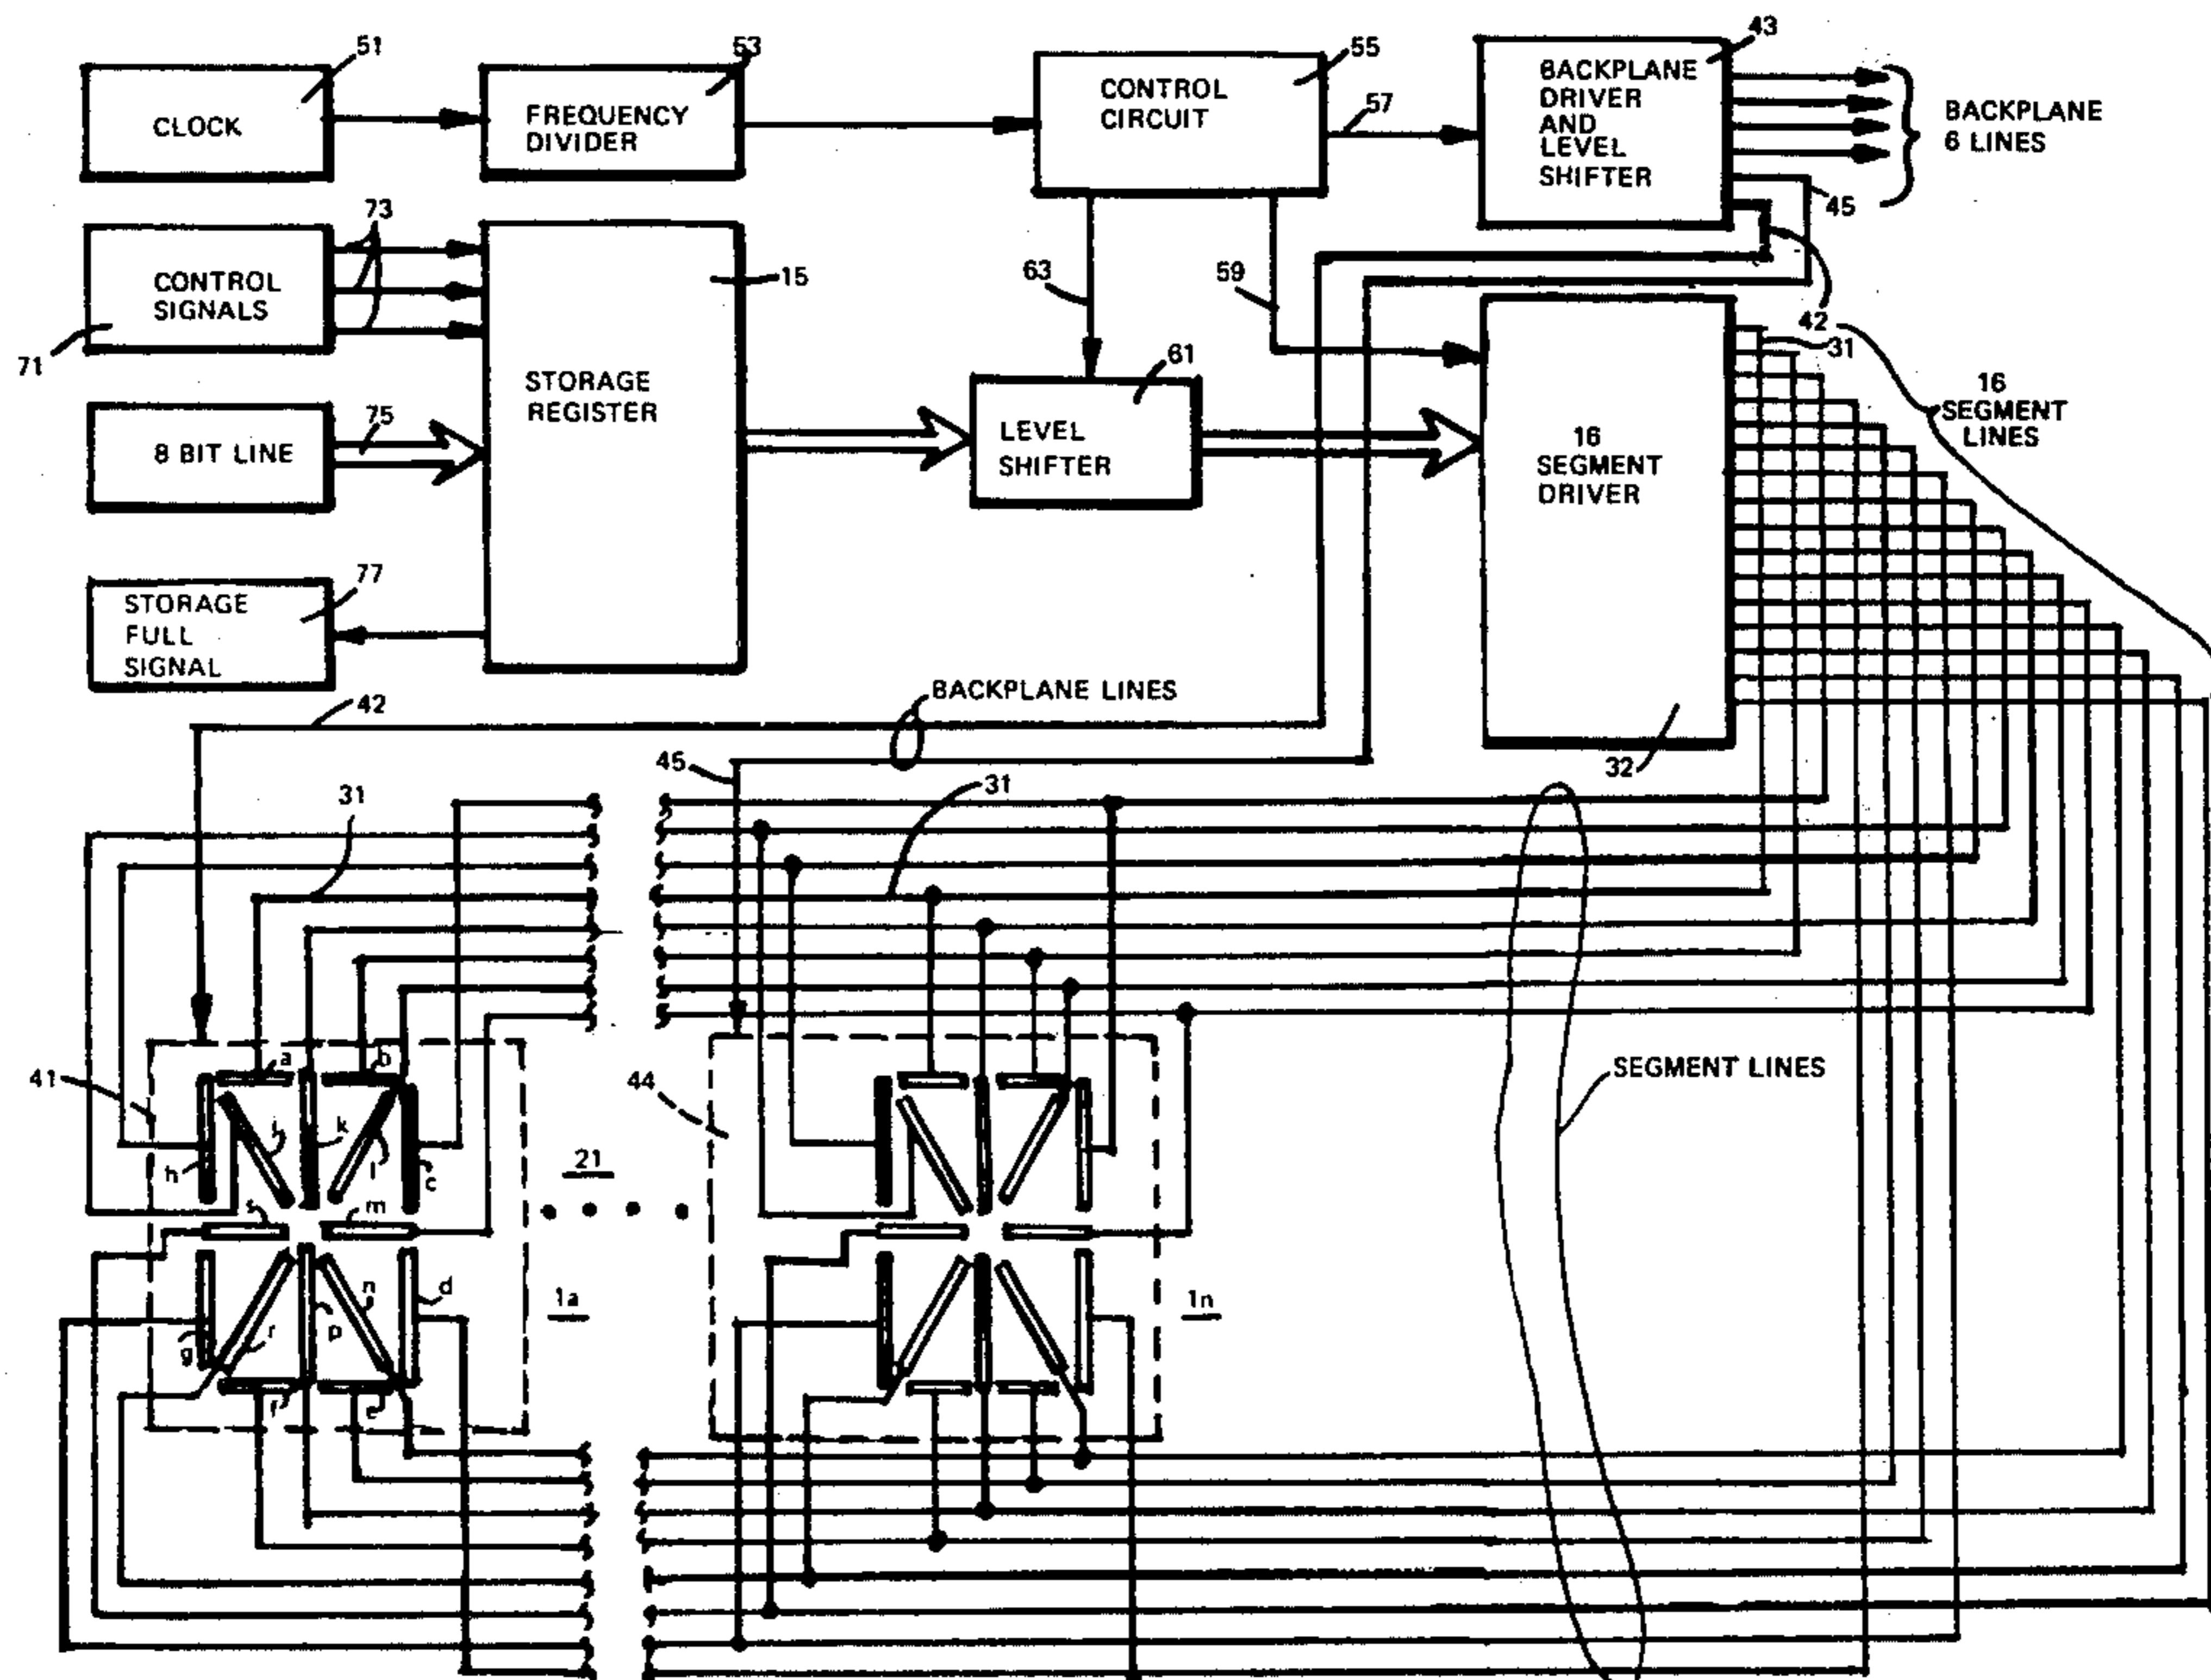 51
53
55
43
CLOCK
FREQUENCY
DIVIDER
CONTROL
CIRCUIT
57
BACKPLANE
DRIVER
AND
LEVEL
SHIFTER
BACKPLANE
6 LINES
45
42
73
CONTROL
SIGNALS
71
15
63
59
STORAGE
REGISTER
61
LEVEL
SHIFTER
31
16
SEGMENT
LINES
16
SEGMENT
DRIVER
32
8 BIT LINE
75
STORAGE
FULL
SIGNAL
77
BACKPLANE LINES
42
45
31
31
SEGMENT LINES
41
a
b
h
k
l
c
m
s
44
21
g
r
p
n
d
f
e
1a
1n